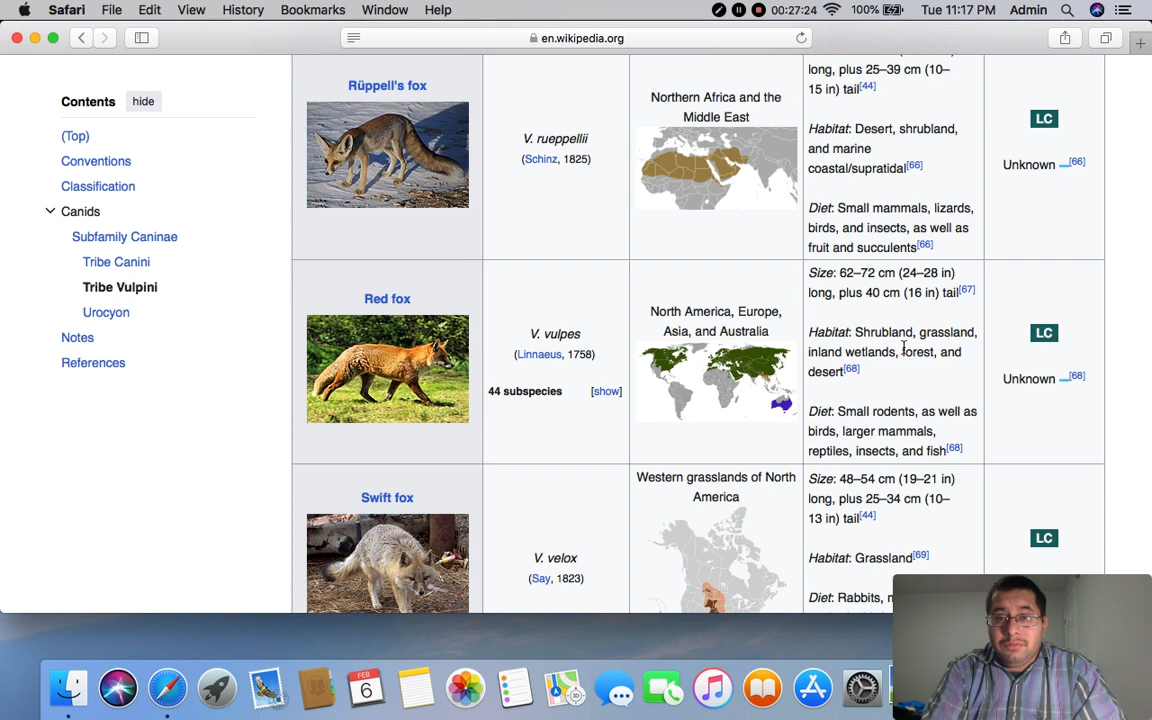 Safari File Edit View History Bookmarks Window Help 00:27:24 100% Tue 11:17 PM Admin
en.wikipedia.org
Contents hide
(Top)
Conventions
Classification
Canids
Subfamily Caninae
Tribe Canini
Tribe Vulpini
Urocyon
Notes
References
Rüppell's fox
V. rueppellii
(Schinz, 1825)
Northern Africa and the
Middle East
long, plus 25–39 cm (10–
15 in) tail[44]
Habitat: Desert, shrubland,
and marine
coastal/supratidal[66]
Diet: Small mammals, lizards,
birds, and insects, as well as
fruit and succulents[66]
LC
Unknown [66]
Red fox
V. vulpes
(Linnaeus, 1758)
44 subspecies [show]
North America, Europe,
Asia, and Australia
Size: 62–72 cm (24–28 in)
long, plus 40 cm (16 in) tail[67]
Habitat: Shrubland, grassland,
inland wetlands, forest, and
desert[68]
Diet: Small rodents, as well as
birds, larger mammals,
reptiles, insects, and fish[68]
LC
Unknown [68]
Swift fox
V. velox
(Say, 1823)
Western grasslands of North
America
Size: 48–54 cm (19–21 in)
long, plus 25–34 cm (10–
13 in) tail[44]
Habitat: Grassland[69]
Diet: Rabbits,
LC
FEB
6